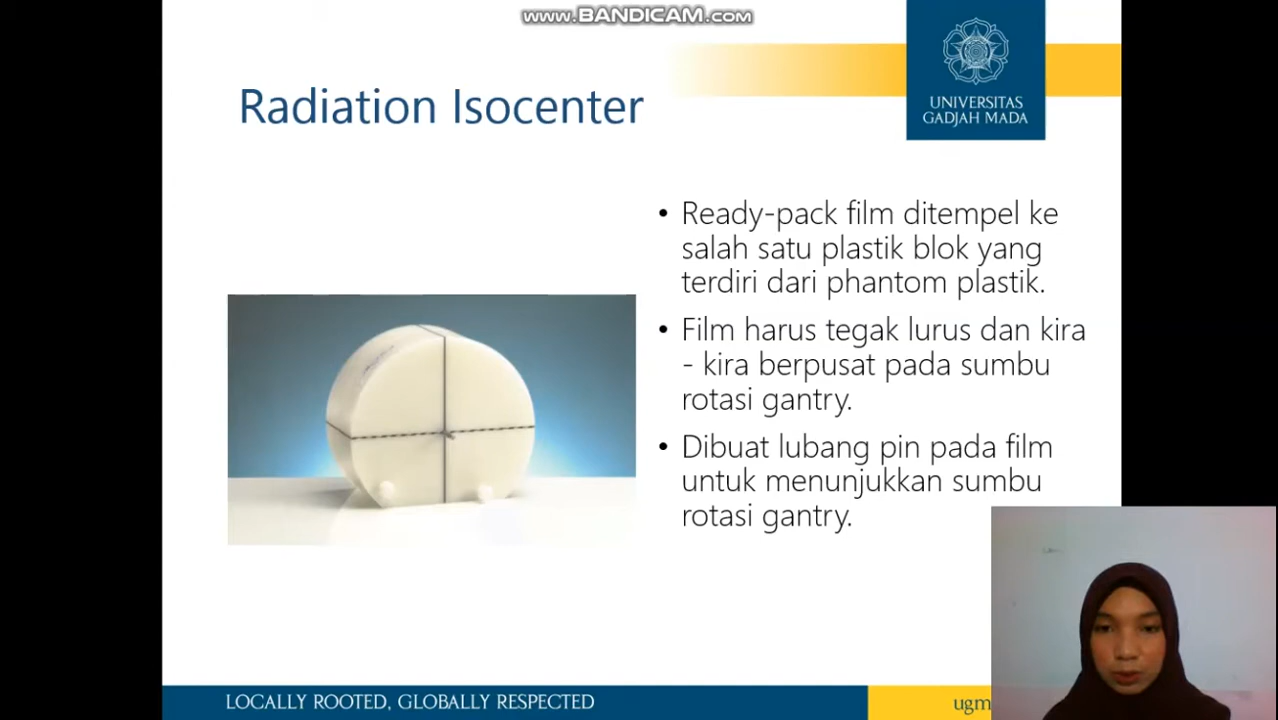 www.BANDICAM.com
UNIVERSITAS
GADJAH MADA
Radiation Isocenter
• Ready-pack film ditempel ke
salah satu plastik blok yang
terdiri dari phantom plastik.
• Film harus tegak lurus dan kira
- kira berpusat pada sumbu
rotasi gantry.
• Dibuat lubang pin pada film
untuk menunjukkan sumbu
rotasi gantry.
LOCALLY ROOTED, GLOBALLY RESPECTED
ugm